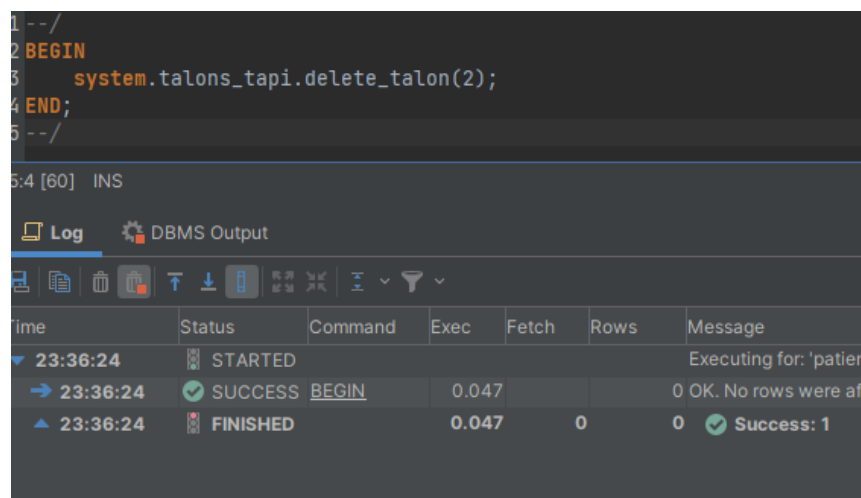 1 --/
2 BEGIN
3 system.talons_tapi.delete_talon(2);
4 END;
5 --/
5:4 [60] INS
Log DBMS Output
Time Status Command Exec Fetch Rows Message
23:36:24 STARTED Executing for: 'patier
23:36:24 SUCCESS BEGIN 0.047 0 OK. No rows were af
23:36:24 FINISHED 0.047 0 0 Success: 1